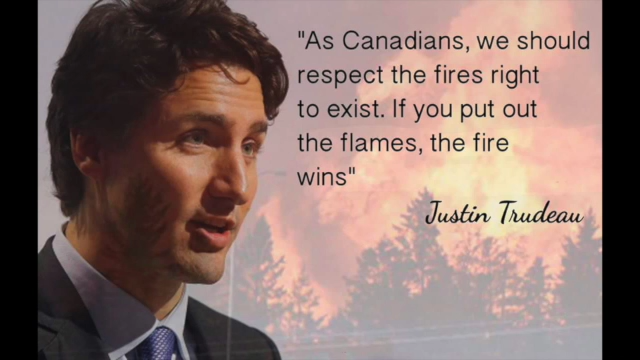 "As Canadians, we should
respect the fires right
to exist. If you put out
the flames, the fire
wins"
Justin Trudeau